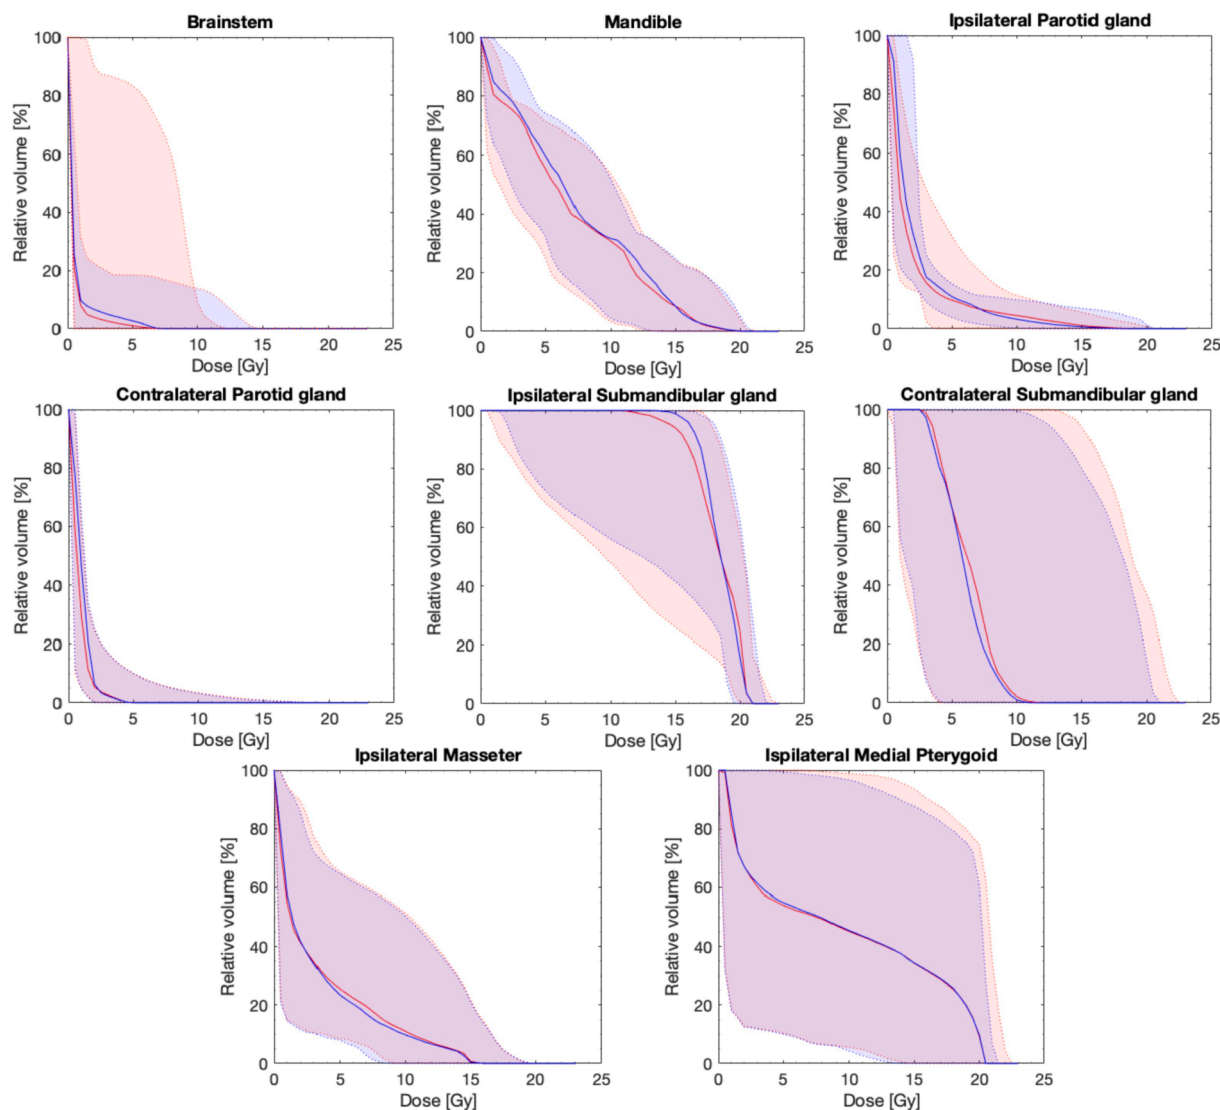 Brainstem
100
80
60
40
20
0
Relative volume [%]
0 5 10 15 20 25
Dose [Gy]
Mandible
100
80
60
40
20
0
Relative volume [%]
0 5 10 15 20 25
Dose [Gy]
Ipsilateral Parotid gland
100
80
60
40
20
0
Relative volume [%]
0 5 10 15 20 25
Dose [Gy]
Contralateral Parotid gland
100
80
60
40
20
0
Relative volume [%]
0 5 10 15 20 25
Dose [Gy]
Ipsilateral Submandibular gland
100
80
60
40
20
0
Relative volume [%]
0 5 10 15 20 25
Dose [Gy]
Contralateral Submandibular gland
100
80
60
40
20
0
Relative volume [%]
0 5 10 15 20 25
Dose [Gy]
Ipsilateral Masseter
100
80
60
40
20
0
Relative volume [%]
0 5 10 15 20 25
Dose [Gy]
Ispilateral Medial Pterygoid
100
80
60
40
20
0
Relative volume [%]
0 5 10 15 20 25
Dose [Gy]